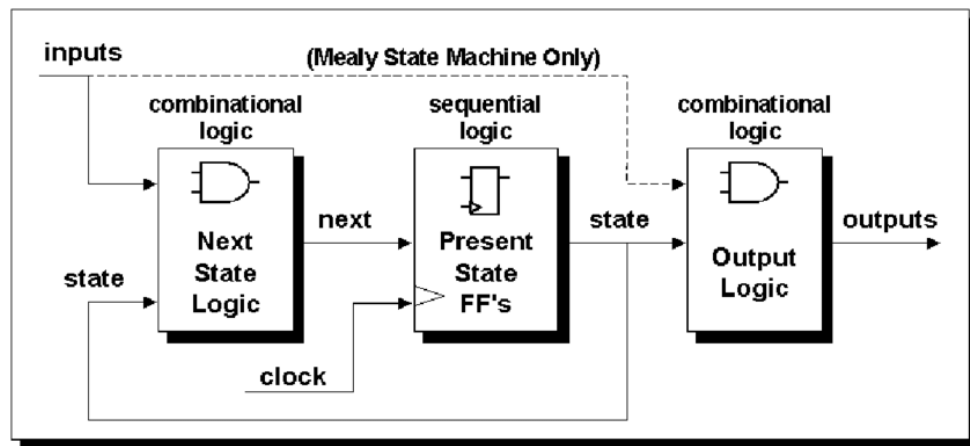 inputs
(Mealy State Machine Only)
combinational
logic
sequential
logic
combinational
logic
next
state
outputs
state
Next
State
Logic
Present
State
FF's
Output
Logic
clock